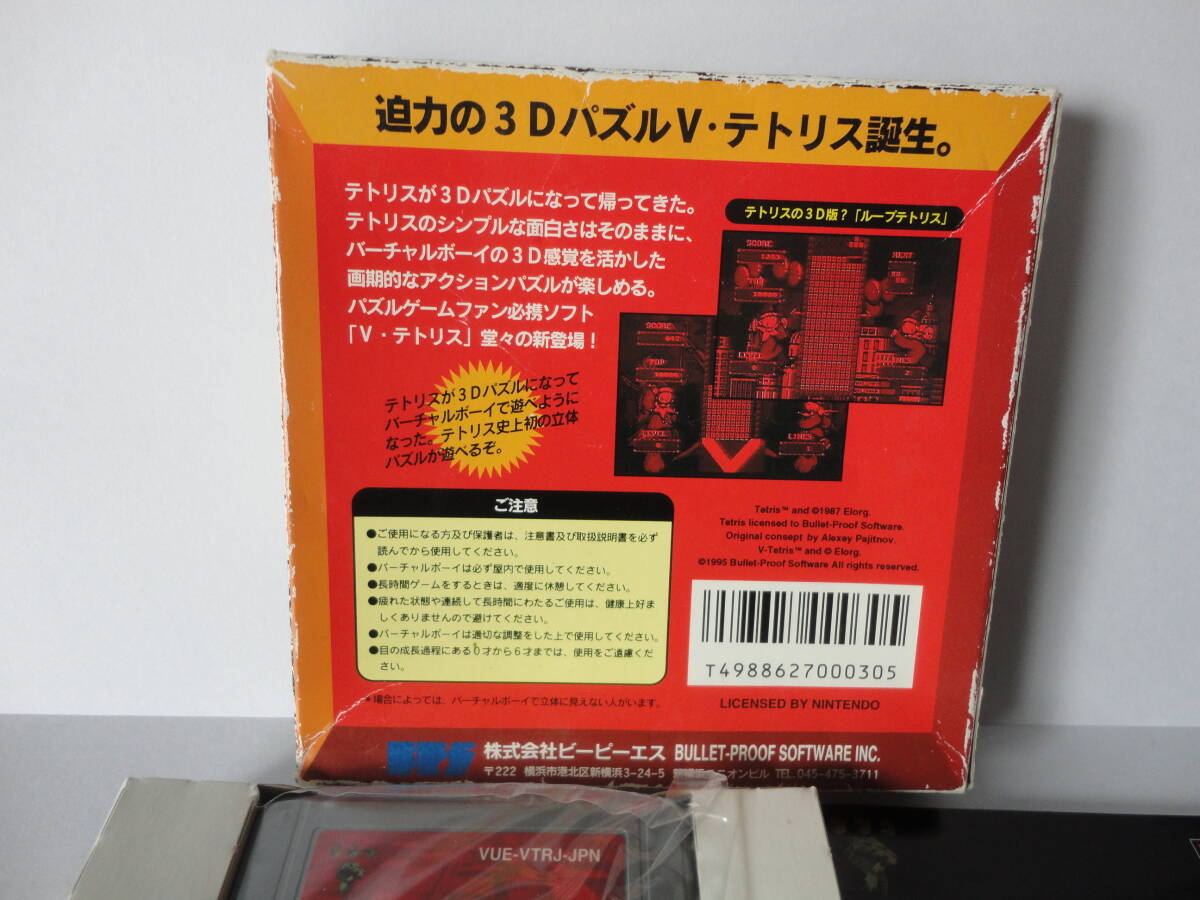 迫力の3DパズルV・テトリス誕生。
テトリスが3Dパズルになって帰ってきた。
テトリスのシンプルな面白さはそのままに、
バーチャルボーイの3D感覚を活かした
画期的なアクションパズルが楽しめる。
パズルゲームファン必携ソフト
「V・テトリス」堂々の新登場!
テトリスの3D版?「ループテトリス」
SCORE
NEXT
SCORE
テトリスが3Dパズルになって
バーチャルボーイで遊べように
なった。テトリス史上初の立体
パズルが遊べるぞ。
ご注意
●ご使用になる方及び保護者は、注意書及び取扱説明書を必ず
読んでから使用してください。
●バーチャルボーイは必ず屋内で使用してください。
●長時間ゲームをするときは、適度に休憩してください。
●疲れた状態や連続して長時間にわたるご使用は、健康上好ま
しくありませんので避けてください。
●バーチャルボーイは適切な調整をした上で使用してください。
●目の成長過程にある0才から6才までは、使用をご遠慮くだ
さい。
*場合によっては、バーチャルボーイで立体に見えない人がいます。
Tetris™ and ©1987 Elorg.
Tetris licensed to Bullet-Proof Software.
Original consept by Alexey Pajitnov.
V-Tetris™ and © Elorg.
©1995 Bullet-Proof Software All rights reserved.
T4988627000305
LICENSED BY NINTENDO
株式会社ビーピーエス BULLET-PROOF SOFTWARE INC.
〒222 横浜市港北区新横浜3-24-5 ニオンビル TEL.045-475-3711
VUE-VTRJ-JPN